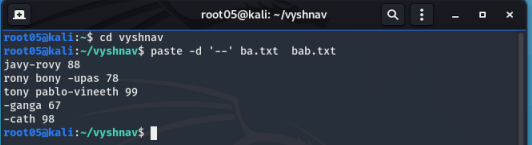 root05@kali: ~/vyshnav
root05@kali:~$ cd vyshnav
root05@kali:~/vyshnav$ paste -d '--' ba.txt  bab.txt
javy-rovy 88
rony bony -upas 78
tony pablo-vineeth 99
-ganga 67
-cath 98
root05@kali:~/vyshnav$